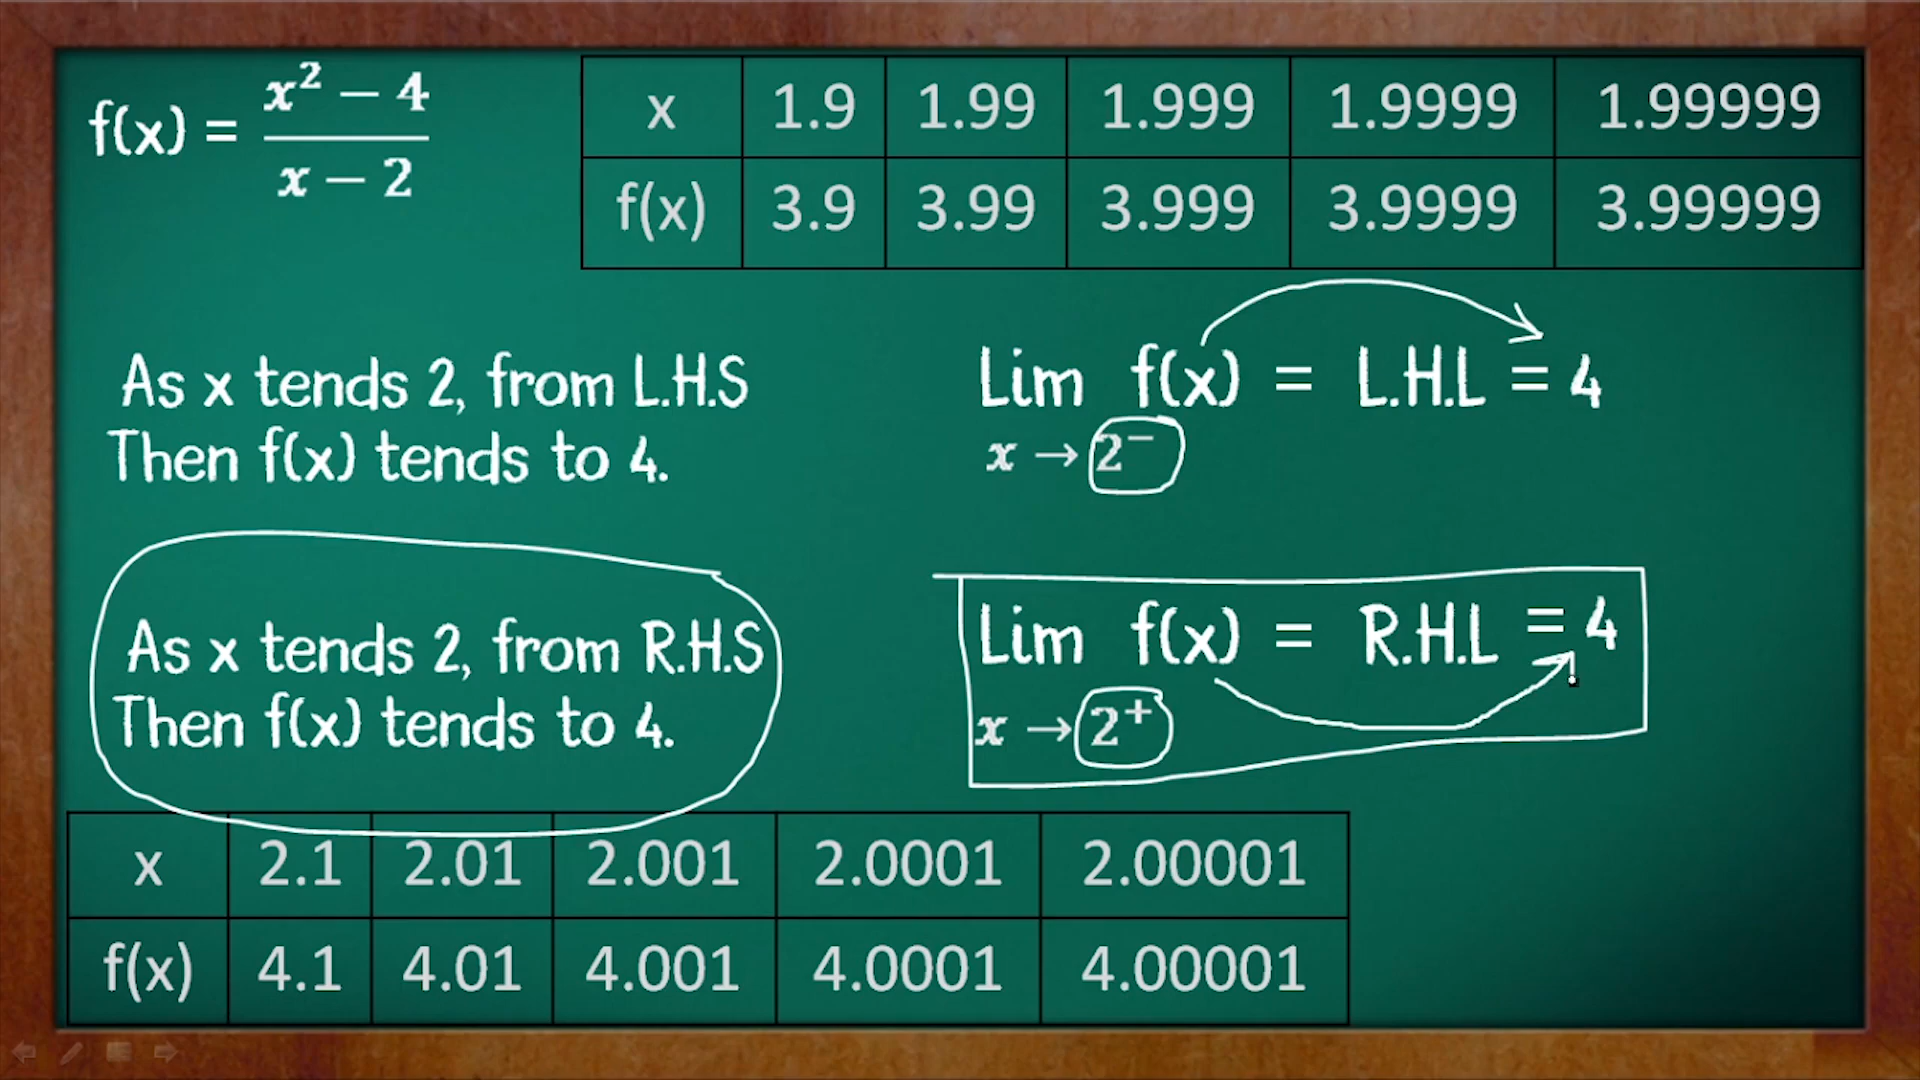 f(x) = x² − 4 / x − 2
x 1.9 1.99 1.999 1.9999 1.99999
f(x) 3.9 3.99 3.999 3.9999 3.99999
As x tends 2, from L.H.S
Then f(x) tends to 4.
Lim f(x) = L.H.L = 4
x → 2⁻
As x tends 2, from R.H.S
Then f(x) tends to 4.
Lim f(x) = R.H.L = 4
x → 2⁺
x 2.1 2.01 2.001 2.0001 2.00001
f(x) 4.1 4.01 4.001 4.0001 4.00001